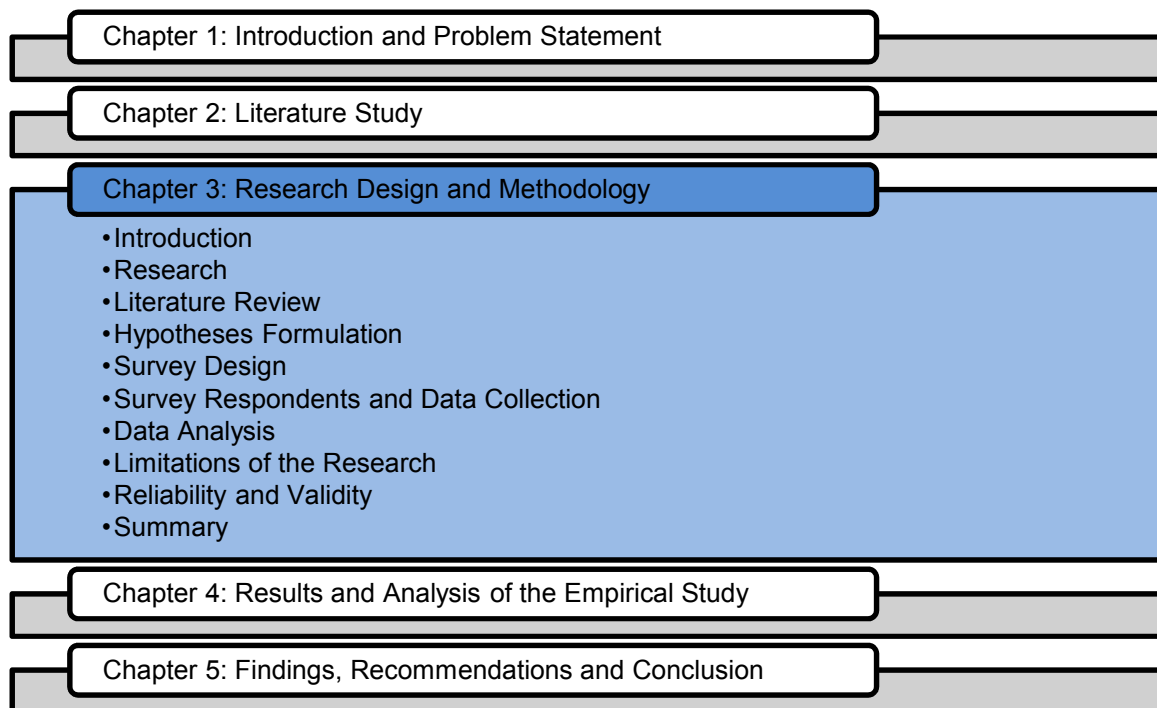 Chapter 1: Introduction and Problem Statement
Chapter 2: Literature Study
Chapter 3: Research Design and Methodology
•Introduction
•Research
•Literature Review
•Hypotheses Formulation
•Survey Design
•Survey Respondents and Data Collection
•Data Analysis
•Limitations of the Research
•Reliability and Validity
•Summary
Chapter 4: Results and Analysis of the Empirical Study
Chapter 5: Findings, Recommendations and Conclusion